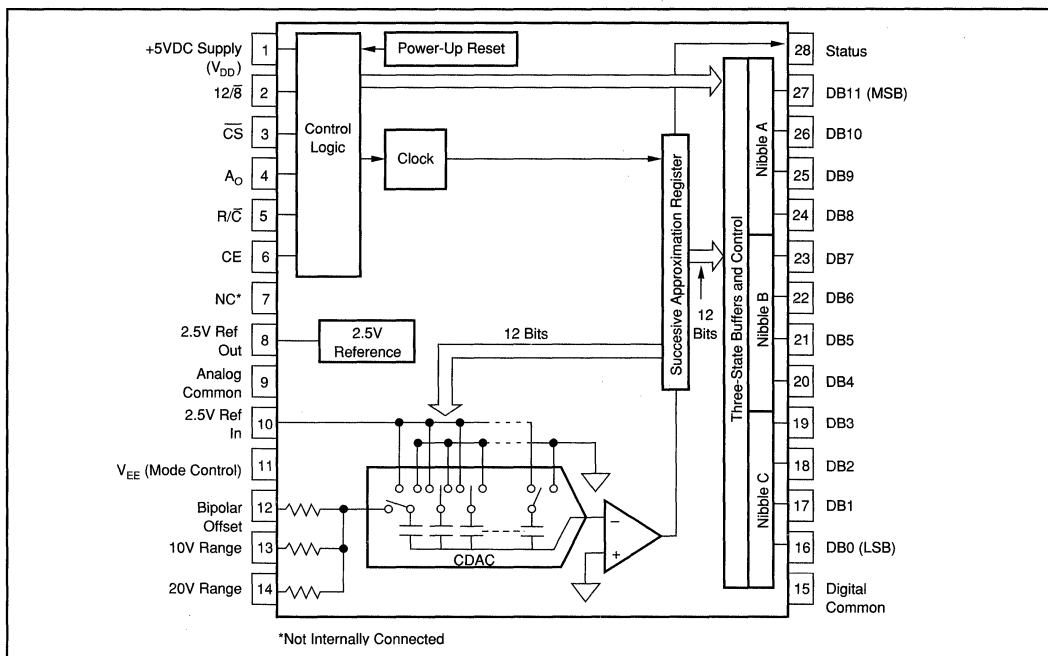 +5VDC Supply
(V_DD)
1
12/8̅
2
C̅S̅
3
A_O
4
R/C̅
5
CE
6
NC*
7
2.5V Ref
Out
8
Analog
Common
9
2.5V Ref
In
10
V_EE (Mode Control)
11
Bipolar
Offset
12
10V Range
13
20V Range
14
Control
Logic
Power-Up Reset
Clock
2.5V
Reference
12 Bits
CDAC
−
+
Succesive Approximation Register
12
Bits
Three-State Buffers and Control
Nibble A
Nibble B
Nibble C
28
Status
27
DB11 (MSB)
26
DB10
25
DB9
24
DB8
23
DB7
22
DB6
21
DB5
20
DB4
19
DB3
18
DB2
17
DB1
16
DB0 (LSB)
15
Digital
Common
*Not Internally Connected